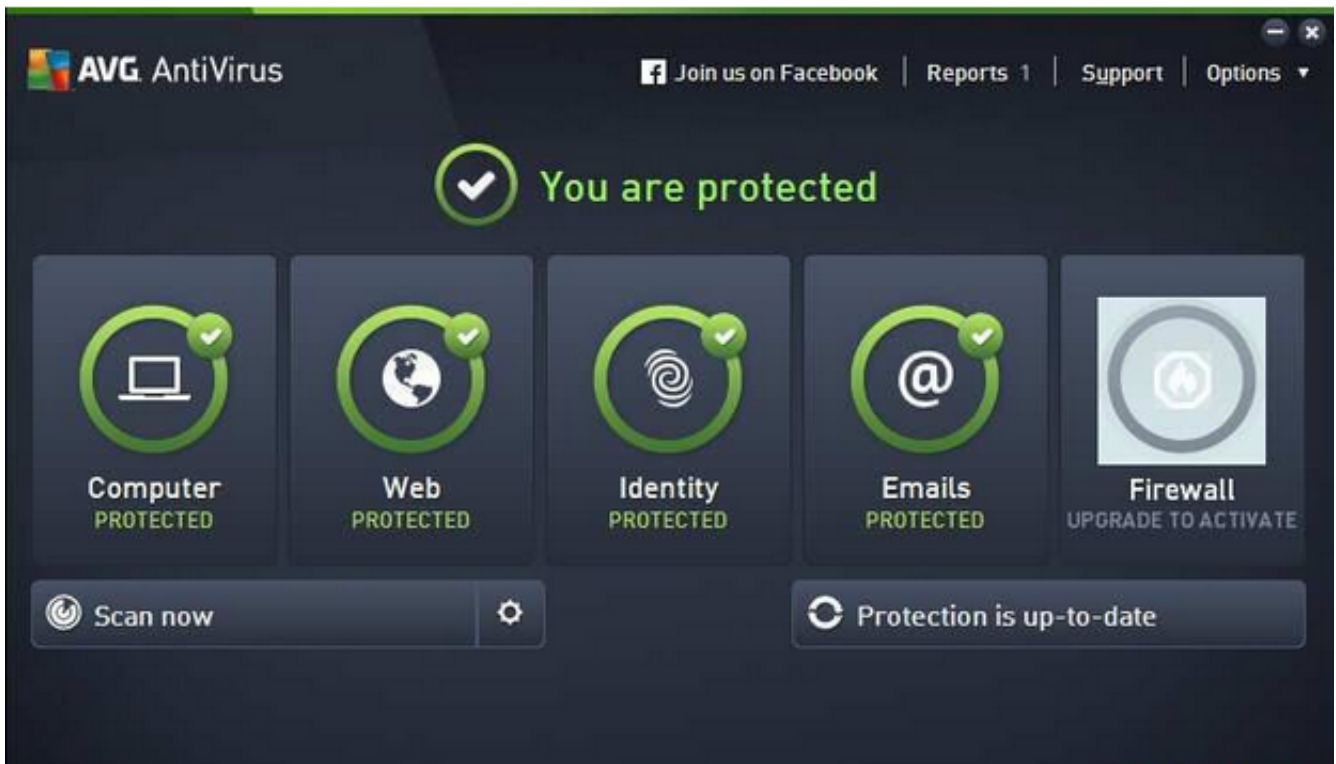 AVG AntiVirus
Join us on Facebook | Reports 1 | Support | Options
You are protected
Computer
PROTECTED
Web
PROTECTED
Identity
PROTECTED
Emails
PROTECTED
Firewall
UPGRADE TO ACTIVATE
Scan now
Protection is up-to-date